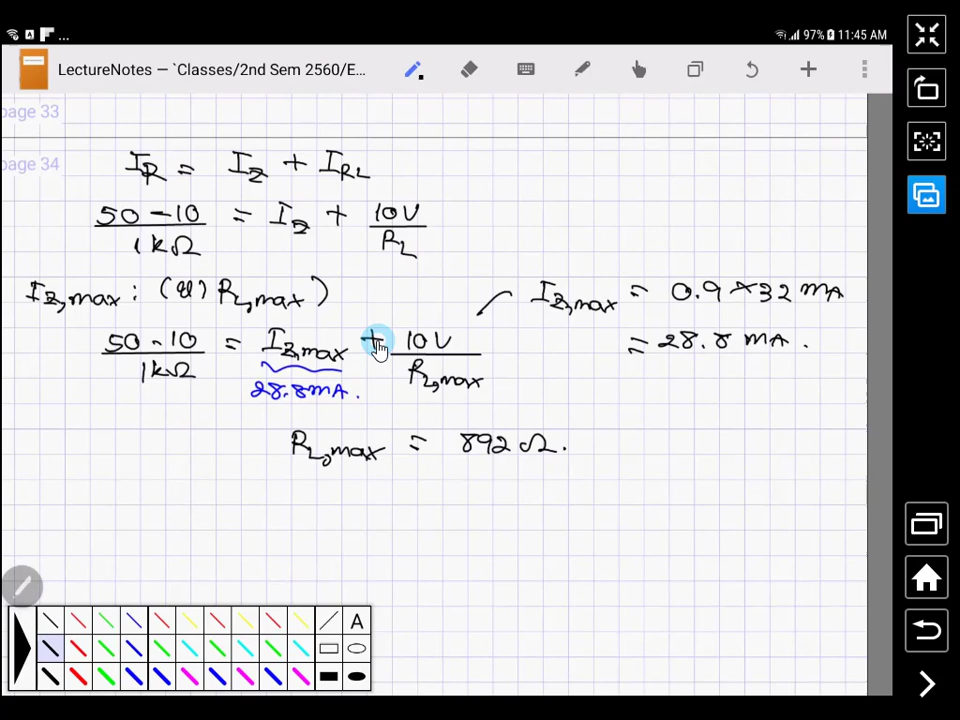 97% 11:45 AM
LectureNotes — `Classes/2nd Sem 2560/E...
page 33
page 34
I_R = I_Z + I_RL
(50 - 10)/(1kΩ) = I_Z + 10V/R_L
I_Z,max : ( R_L,max )
I_Z,max = 0.9 × 32 mA
= 28.8 mA.
(50 - 10)/(1kΩ) = I_Z,max + 10V/R_L,max
28.8mA.
R_L,max = 892 Ω.
A